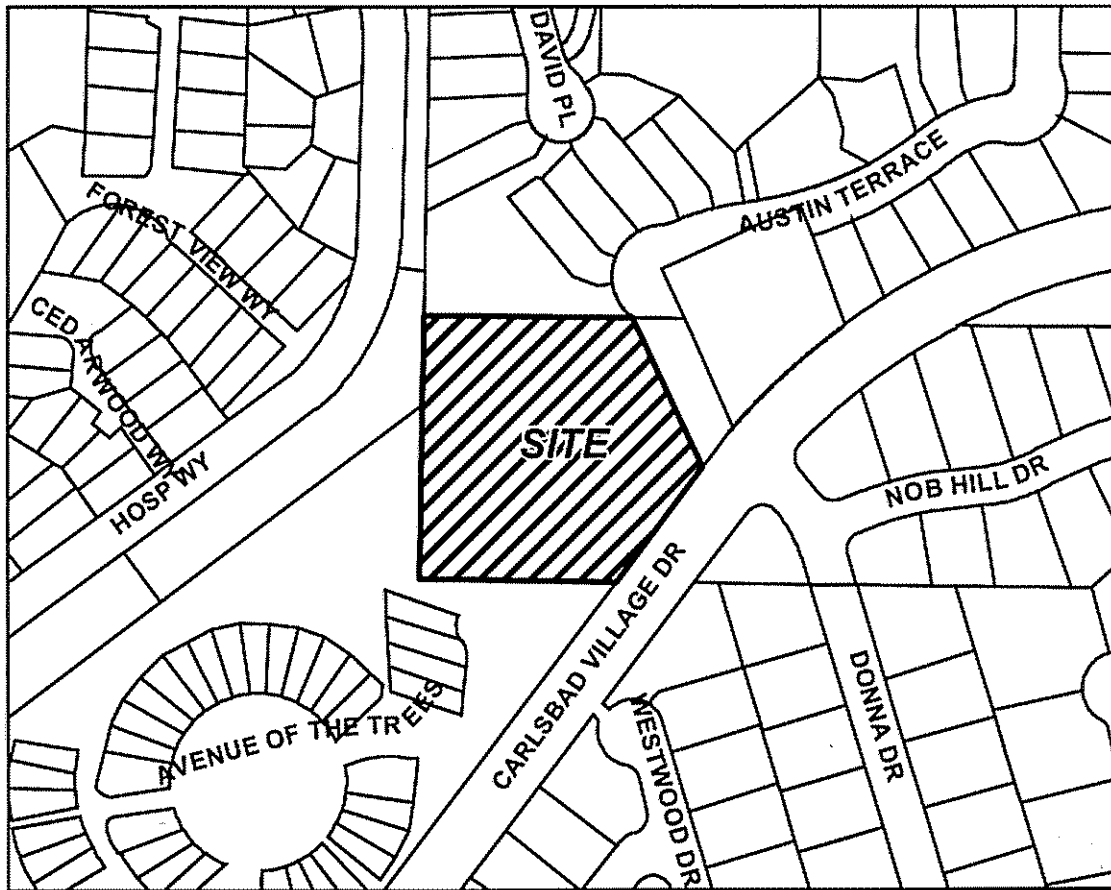 DAVID PL
AUSTIN TERRACE
FOREST VIEW WY
CEDARWOOD WY
SITE
HOSP WY
NOB HILL DR
CARLSBAD VILLAGE DR
AVENUE OF THE TREES
WESTWOOD DR
DONNA DR